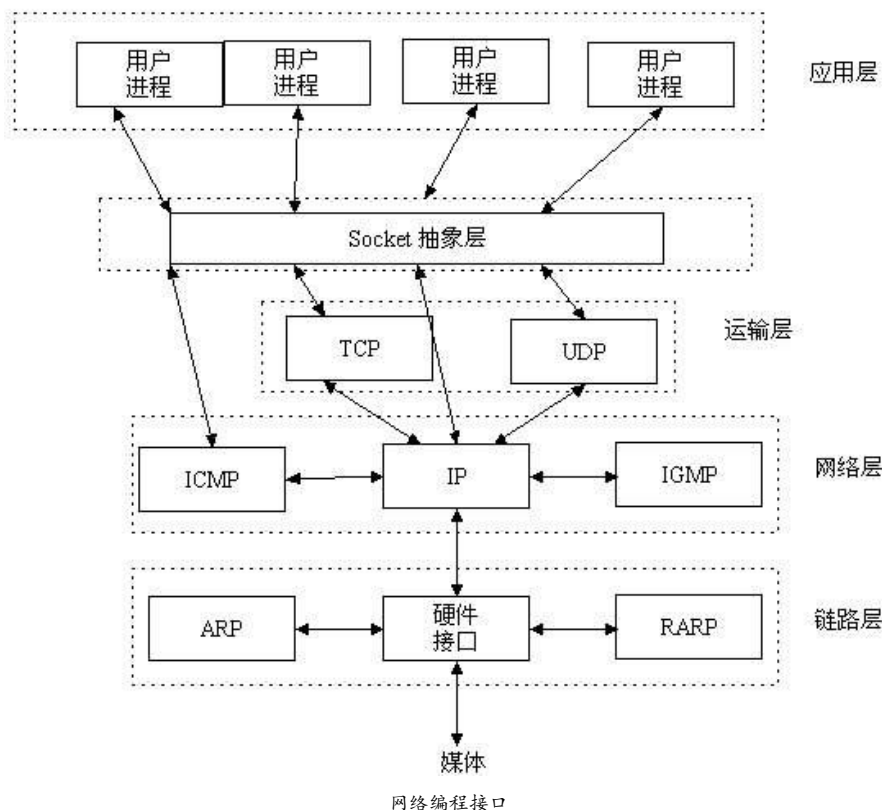 用户
进程
用户
进程
用户
进程
用户
进程
应用层
Socket 抽象层
TCP
UDP
运输层
ICMP
IP
IGMP
网络层
ARP
硬件
接口
RARP
链路层
媒体
网络编程接口